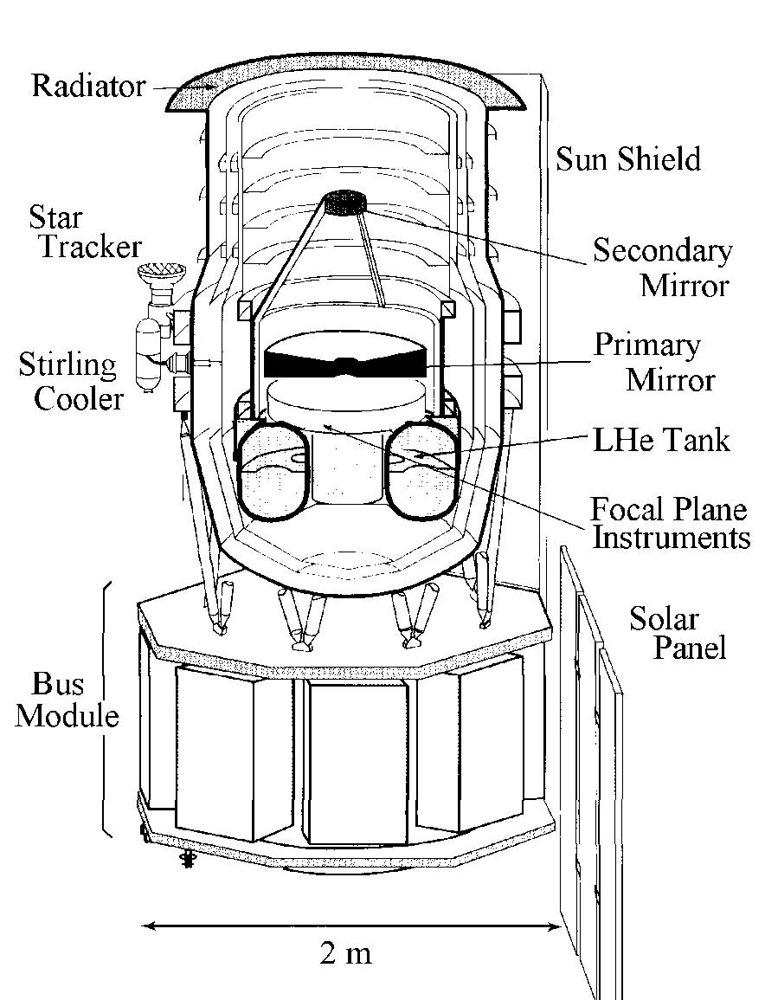 Radiator
Sun Shield
Star
Tracker
Secondary
Mirror
Stirling
Cooler
Primary
Mirror
LHe Tank
Focal Plane
Instruments
Solar
Panel
Bus
Module
2 m